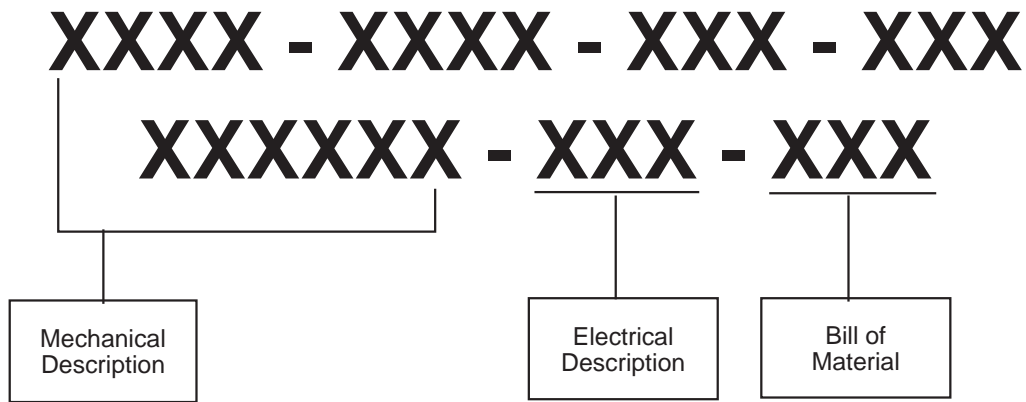 XXXX - XXXX - XXX - XXX
XXXXXX - XXX - XXX
Mechanical
Description
Electrical
Description
Bill of
Material